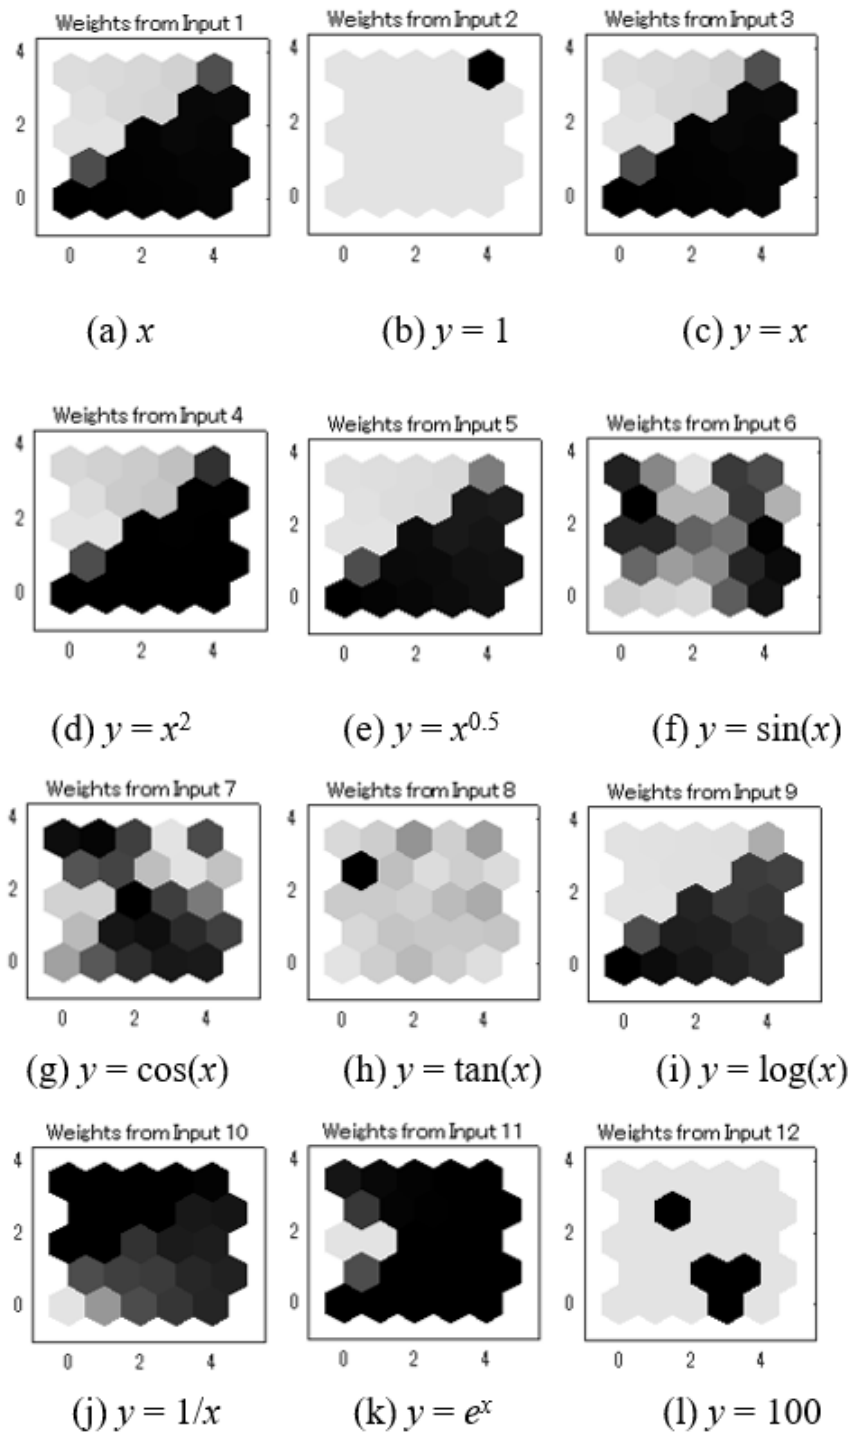 Weights from Input 1 Weights from Input 2 Weights from Input 3
4 4 4
2 2 2
0 0 0
0 2 4 0 2 4 0 2 4
(a) x (b) y = 1 (c) y = x
Weights from Input 4 Weights from Input 5 Weights from Input 6
4 4 4
2 2 2
0 0 0
0 2 4 0 2 4 0 2 4
(d) y = x² (e) y = x⁰·⁵ (f) y = sin(x)
Weights from Input 7 Weights from Input 8 Weights from Input 9
4 4 4
2 2 2
0 0 0
0 2 4 0 2 4 0 2 4
(g) y = cos(x) (h) y = tan(x) (i) y = log(x)
Weights from Input 10 Weights from Input 11 Weights from Input 12
4 4 4
2 2 2
0 0 0
0 2 4 0 2 4 0 2 4
(j) y = 1/x (k) y = eˣ (l) y = 100